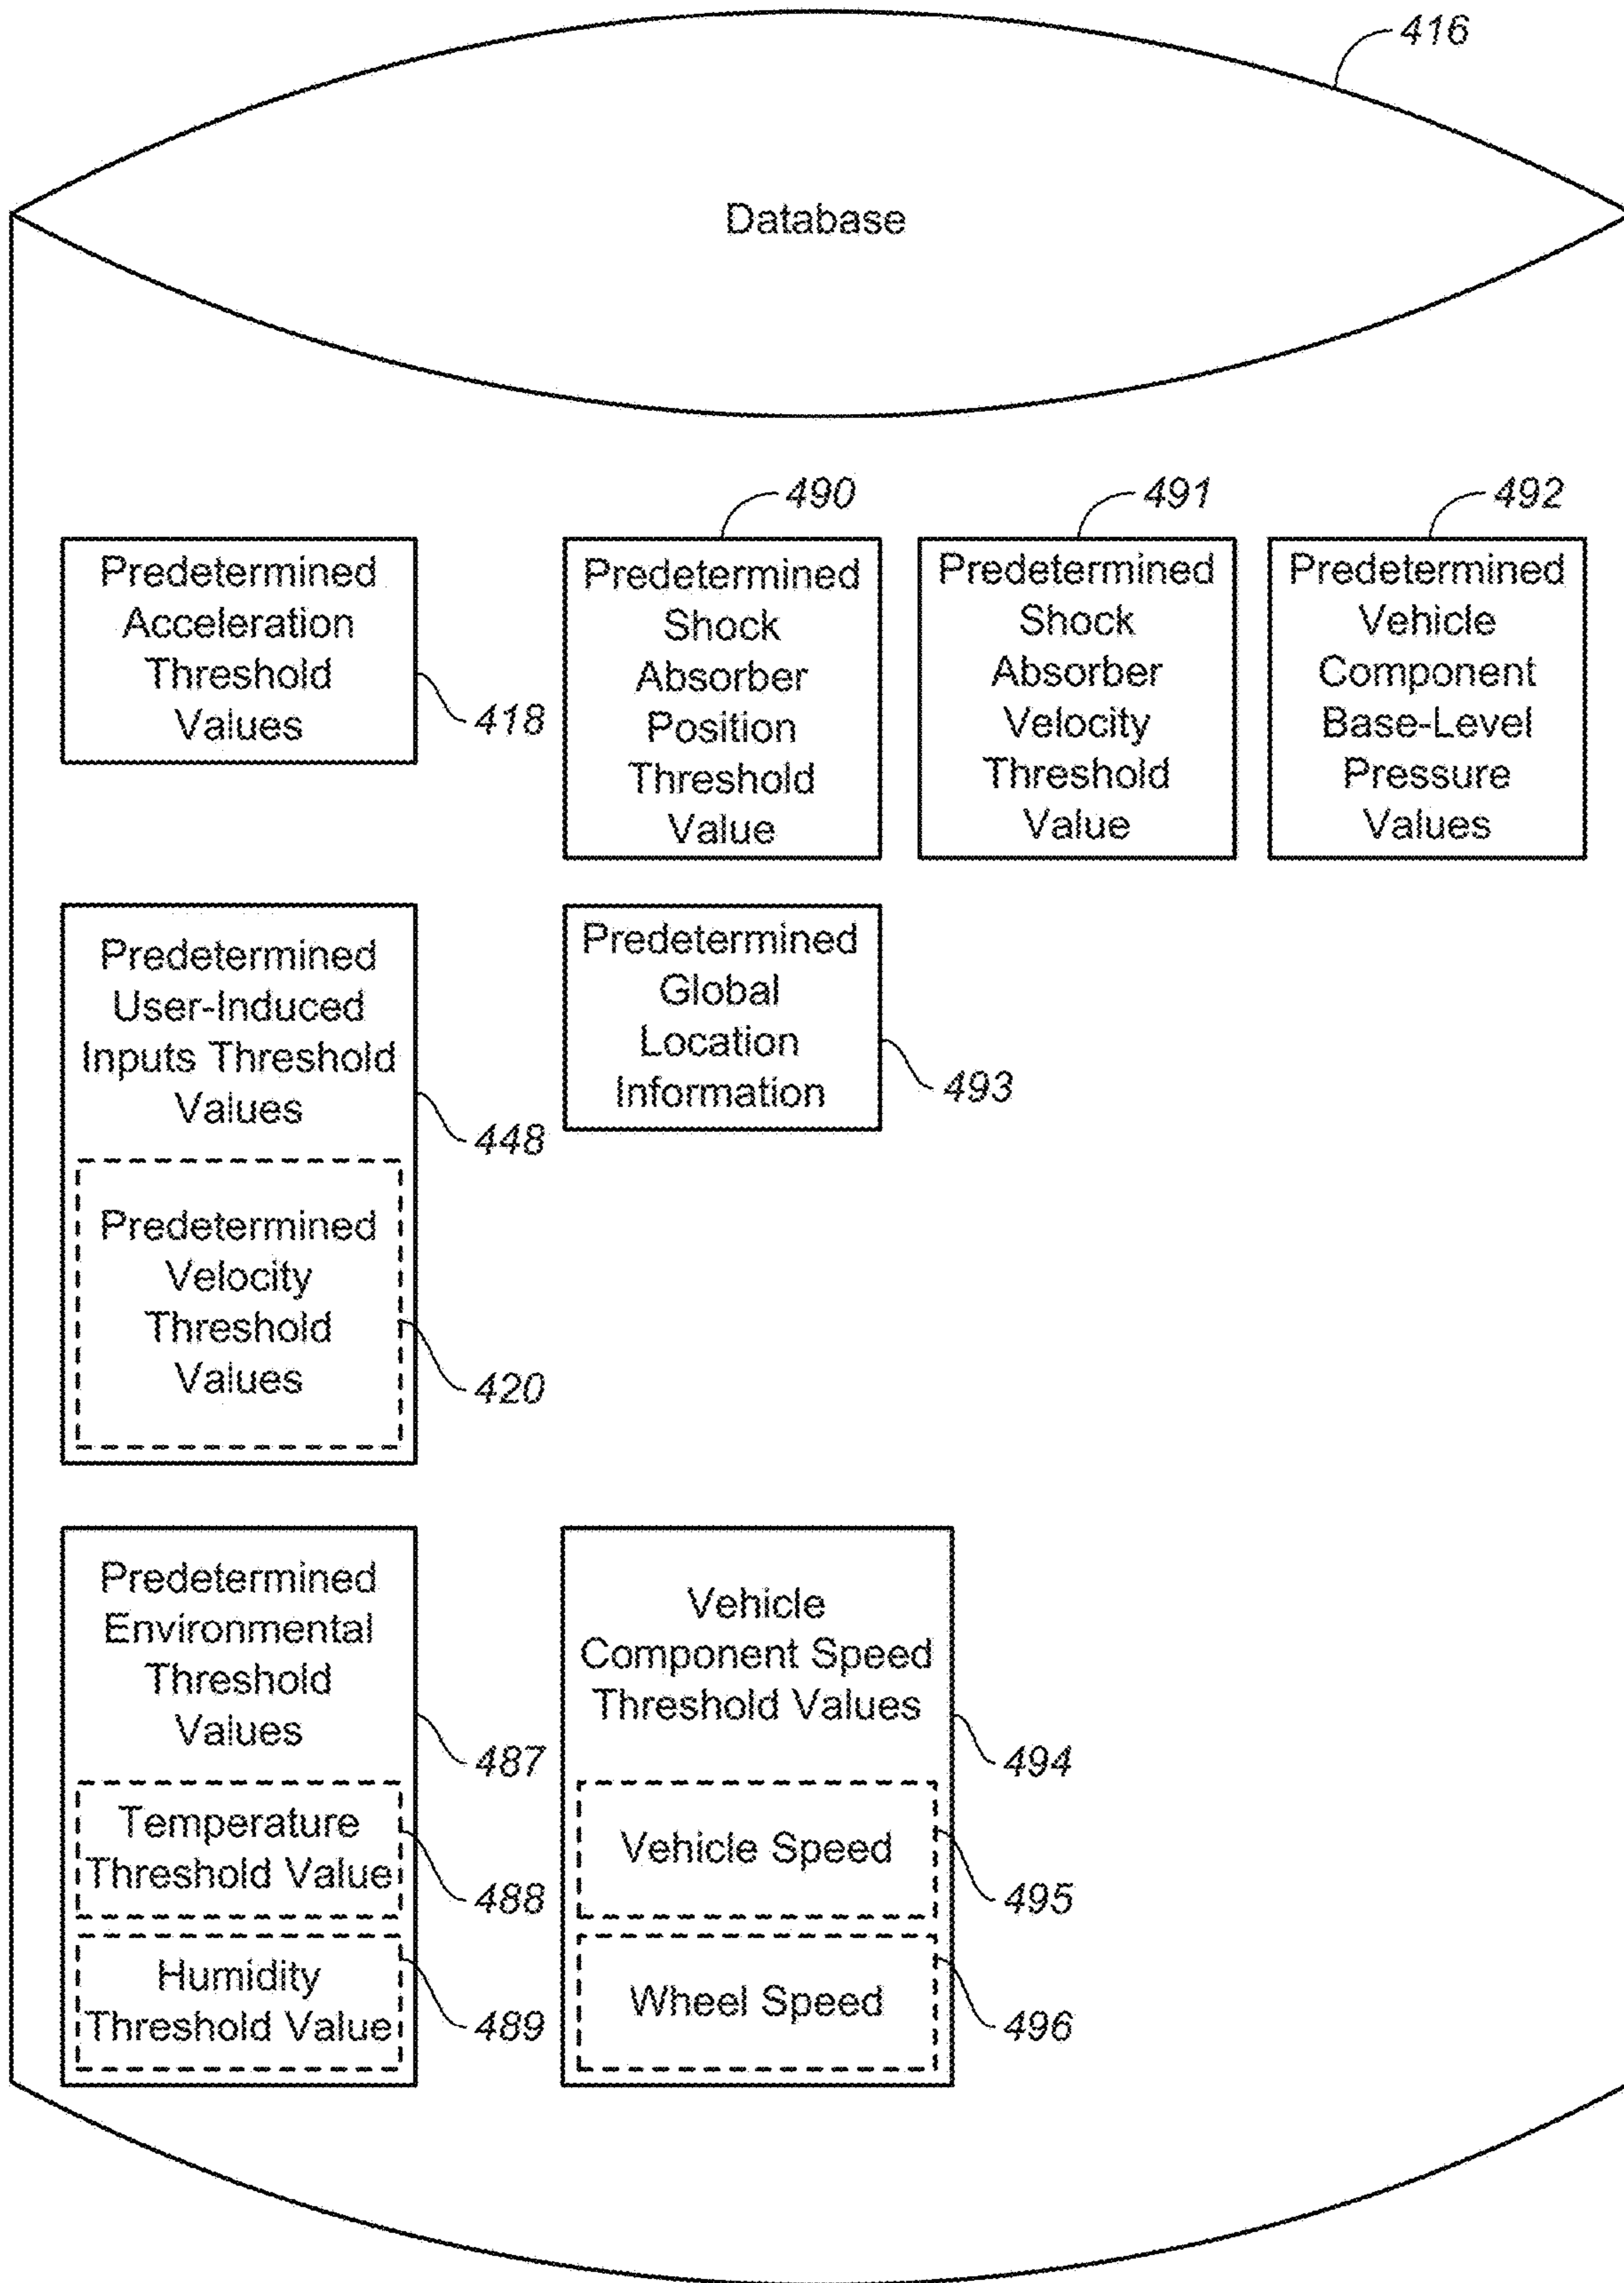 416
Database
490
491
492
Predetermined
Acceleration
Threshold
Values
418
Predetermined
Shock
Absorber
Position
Threshold
Value
Predetermined
Shock
Absorber
Velocity
Threshold
Value
Predetermined
Vehicle
Component
Base-Level
Pressure
Values
Predetermined
User-Induced
Inputs Threshold
Values
448
Predetermined
Velocity
Threshold
Values
420
Predetermined
Global
Location
Information
493
Predetermined
Environmental
Threshold
Values
487
Temperature
Threshold Value
488
Humidity
Threshold Value
489
Vehicle
Component Speed
Threshold Values
494
Vehicle Speed
495
Wheel Speed
496